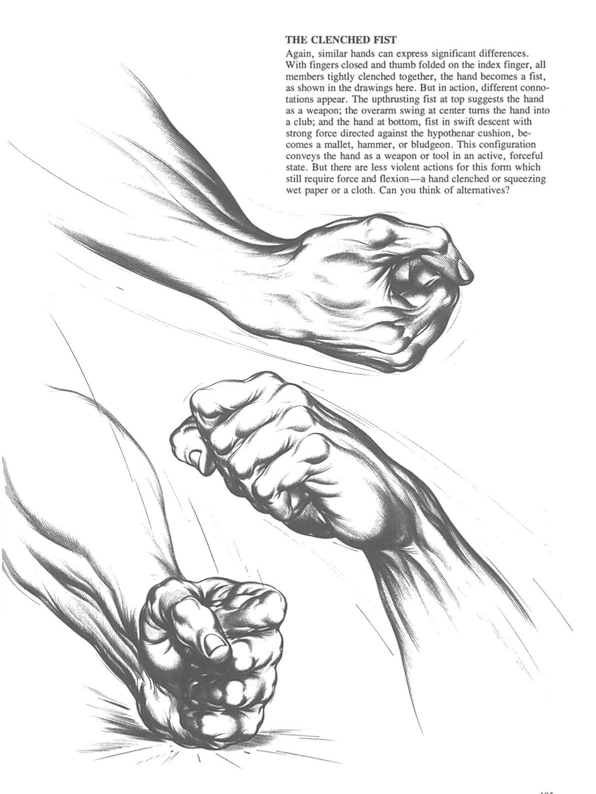 THE CLENCHED FIST
Again, similar hands can express significant differences.
With fingers closed and thumb folded on the index finger, all
members tightly clenched together, the hand becomes a fist,
as shown in the drawings here. But in action, different conno-
tations appear. The upthrusting fist at top suggests the hand
as a weapon; the overarm swing at center turns the hand into
a club; and the hand at bottom, fist in swift descent with
strong force directed against the hypothenar cushion, be-
comes a mallet, hammer, or bludgeon. This configuration
conveys the hand as a weapon or tool in an active, forceful
state. But there are less violent actions for this form which
still require force and flexion—a hand clenched or squeezing
wet paper or a cloth. Can you think of alternatives?